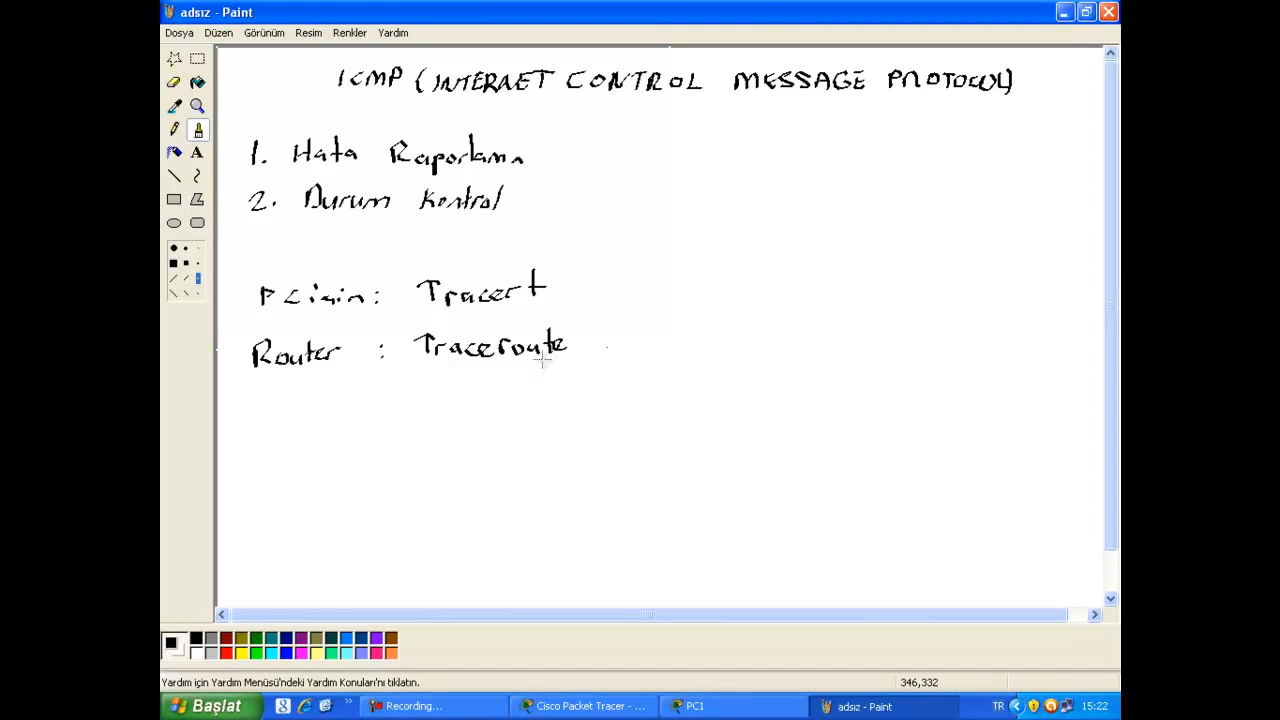 adsız - Paint
Dosya Düzen Görünüm Resim Renkler Yardım
ICMP (INTERNET CONTROL MESSAGE PROTOCOL)
1. Hata Raporlama
2. Durum Kontrol
PC için: Tracert
Router : Traceroute
Yardım için Yardım Menüsü'ndeki Yardım Konuları'nı tıklatın.
346,332
Başlat
Recording...
Cisco Packet Tracer - ...
PC1
adsız - Paint
TR
15:22